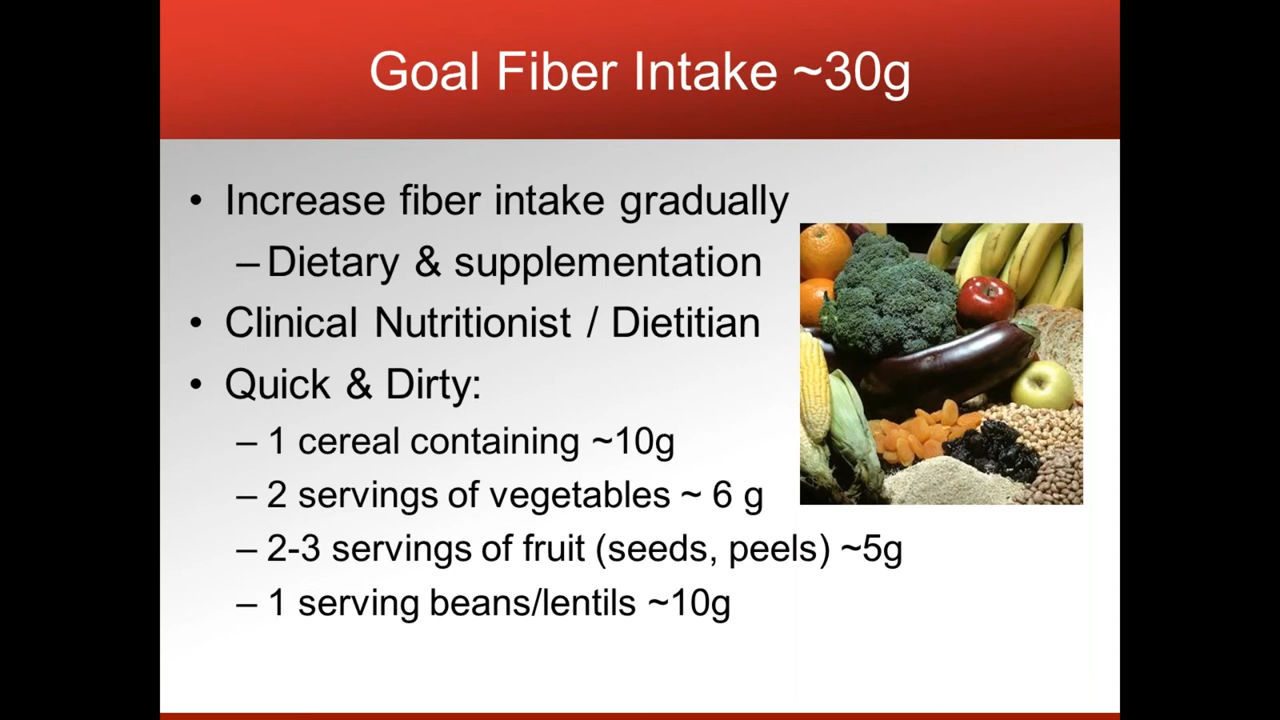 Goal Fiber Intake ~30g
• Increase fiber intake gradually
– Dietary & supplementation
• Clinical Nutritionist / Dietitian
• Quick & Dirty:
– 1 cereal containing ~10g
– 2 servings of vegetables ~ 6 g
– 2-3 servings of fruit (seeds, peels) ~5g
– 1 serving beans/lentils ~10g